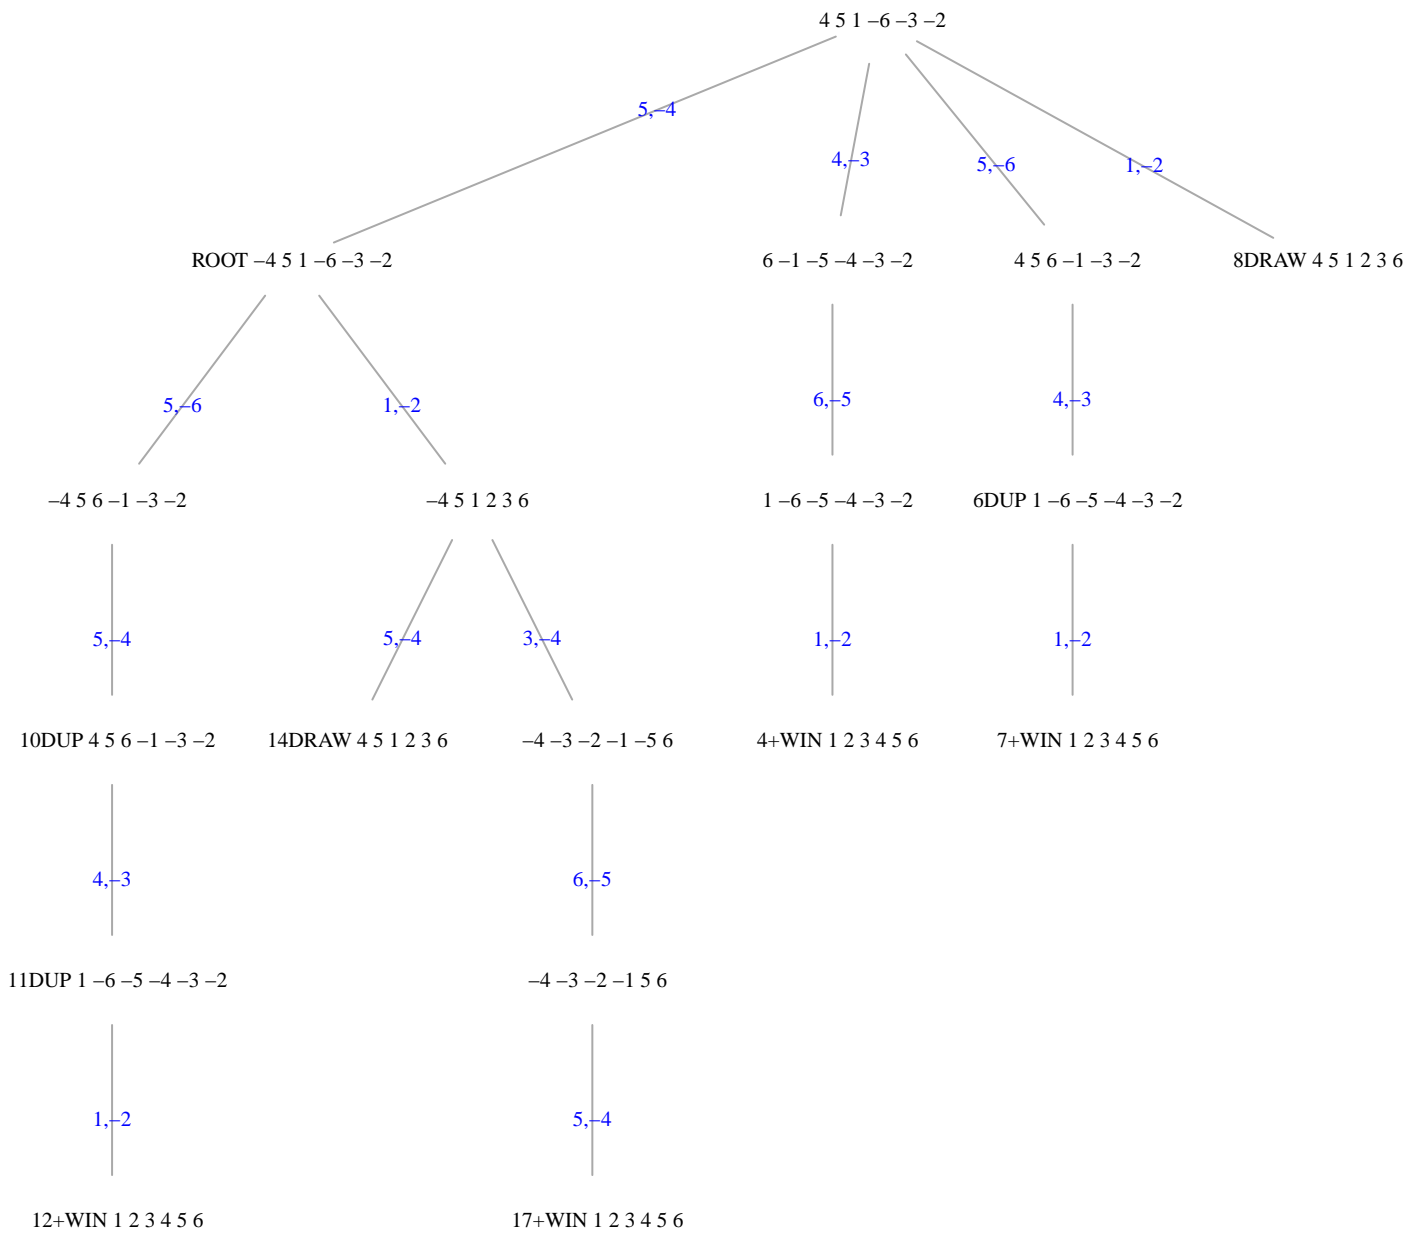 4 5 1 –6 –3 –2
5,–4
4,–3
5,–6
1,–2
ROOT –4 5 1 –6 –3 –2
6 –1 –5 –4 –3 –2
4 5 6 –1 –3 –2
8DRAW 4 5 1 2 3 6
5,–6
1,–2
6,–5
4,–3
–4 5 6 –1 –3 –2
–4 5 1 2 3 6
1 –6 –5 –4 –3 –2
6DUP 1 –6 –5 –4 –3 –2
5,–4
5,–4
3,–4
1,–2
1,–2
10DUP 4 5 6 –1 –3 –2
14DRAW 4 5 1 2 3 6
–4 –3 –2 –1 –5 6
4+WIN 1 2 3 4 5 6
7+WIN 1 2 3 4 5 6
4,–3
6,–5
11DUP 1 –6 –5 –4 –3 –2
–4 –3 –2 –1 5 6
1,–2
5,–4
12+WIN 1 2 3 4 5 6
17+WIN 1 2 3 4 5 6